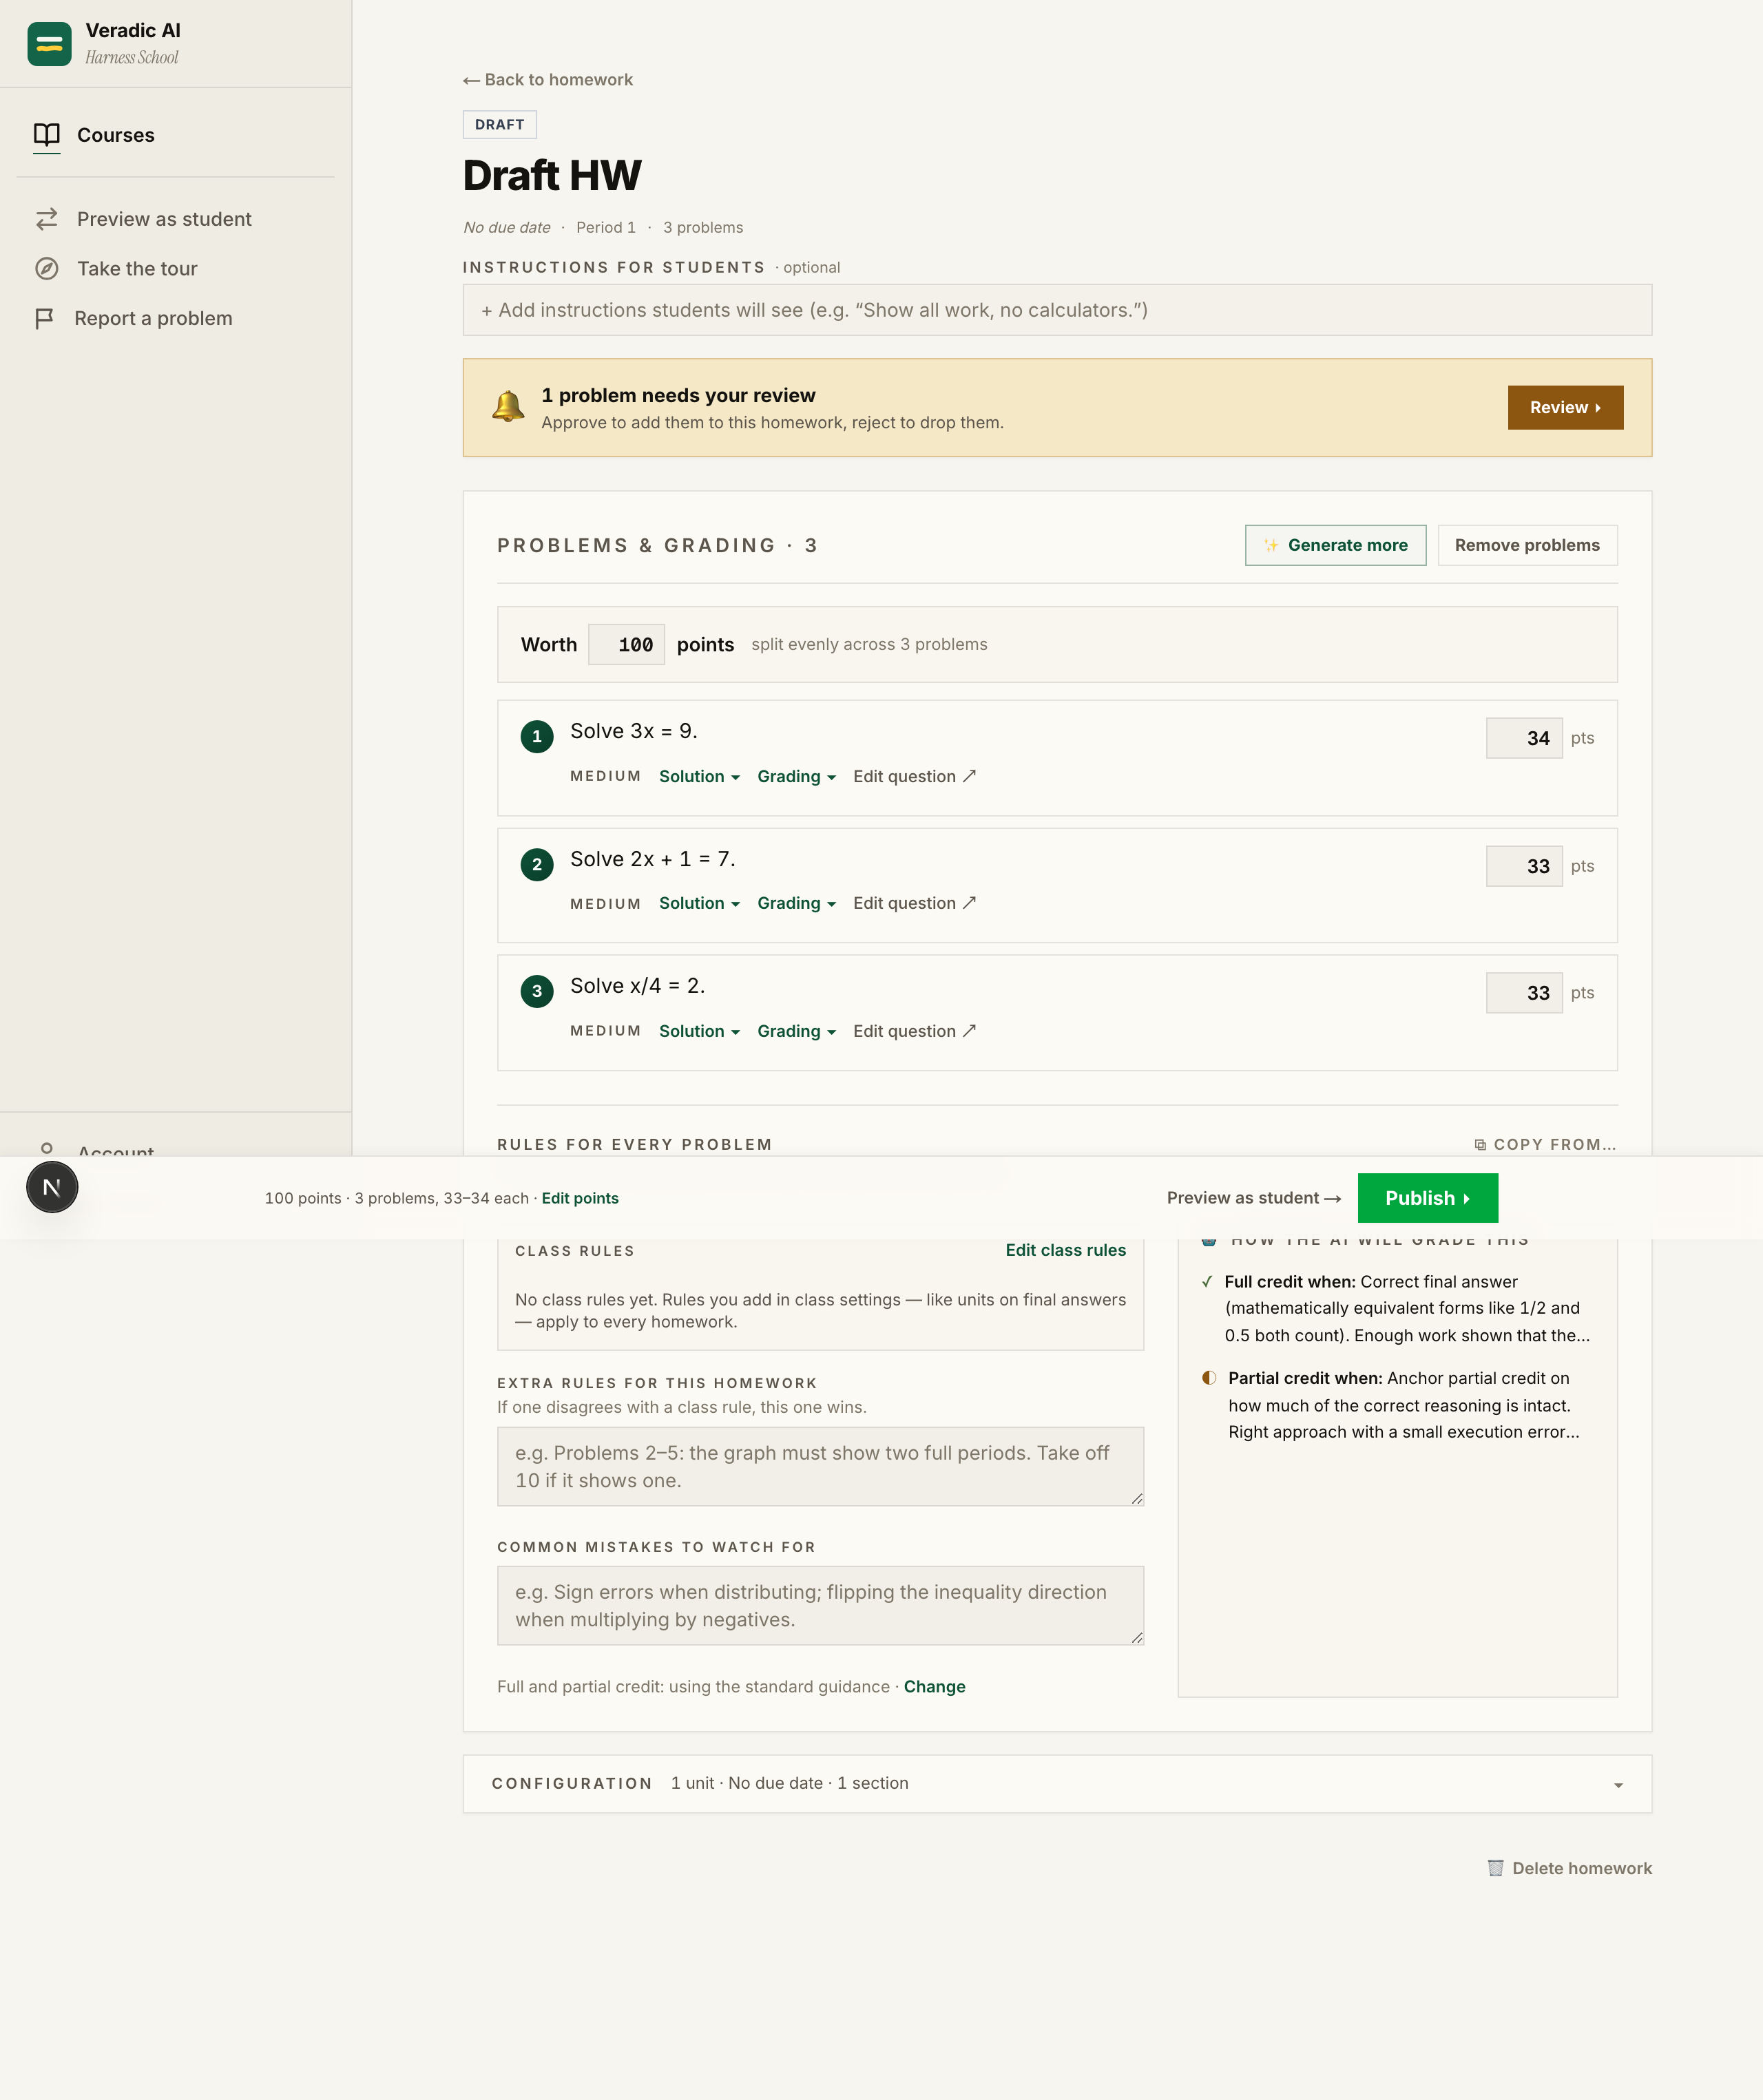 Veradic AI
Harness School
Courses
Preview as student
Take the tour
Report a problem
Account
← Back to homework
DRAFT
Draft HW
No due date · Period 1 · 3 problems
INSTRUCTIONS FOR STUDENTS · optional
+ Add instructions students will see (e.g. “Show all work, no calculators.”)
1 problem needs your review
Approve to add them to this homework, reject to drop them.
Review
PROBLEMS & GRADING · 3
Generate more
Remove problems
Worth 100 points split evenly across 3 problems
1 Solve 3x = 9.
34 pts
MEDIUM Solution Grading Edit question ↗
2 Solve 2x + 1 = 7.
33 pts
MEDIUM Solution Grading Edit question ↗
3 Solve x/4 = 2.
33 pts
MEDIUM Solution Grading Edit question ↗
RULES FOR EVERY PROBLEM
COPY FROM…
N
100 points · 3 problems, 33–34 each · Edit points
Preview as student →
Publish
CLASS RULES
Edit class rules
No class rules yet. Rules you add in class settings — like units on final answers
— apply to every homework.
EXTRA RULES FOR THIS HOMEWORK
If one disagrees with a class rule, this one wins.
e.g. Problems 2–5: the graph must show two full periods. Take off
10 if it shows one.
COMMON MISTAKES TO WATCH FOR
e.g. Sign errors when distributing; flipping the inequality direction
when multiplying by negatives.
Full and partial credit: using the standard guidance · Change
HOW THE AI WILL GRADE THIS
✓ Full credit when: Correct final answer
(mathematically equivalent forms like 1/2 and
0.5 both count). Enough work shown that the…
Partial credit when: Anchor partial credit on
how much of the correct reasoning is intact.
Right approach with a small execution error…
CONFIGURATION 1 unit · No due date · 1 section
Delete homework